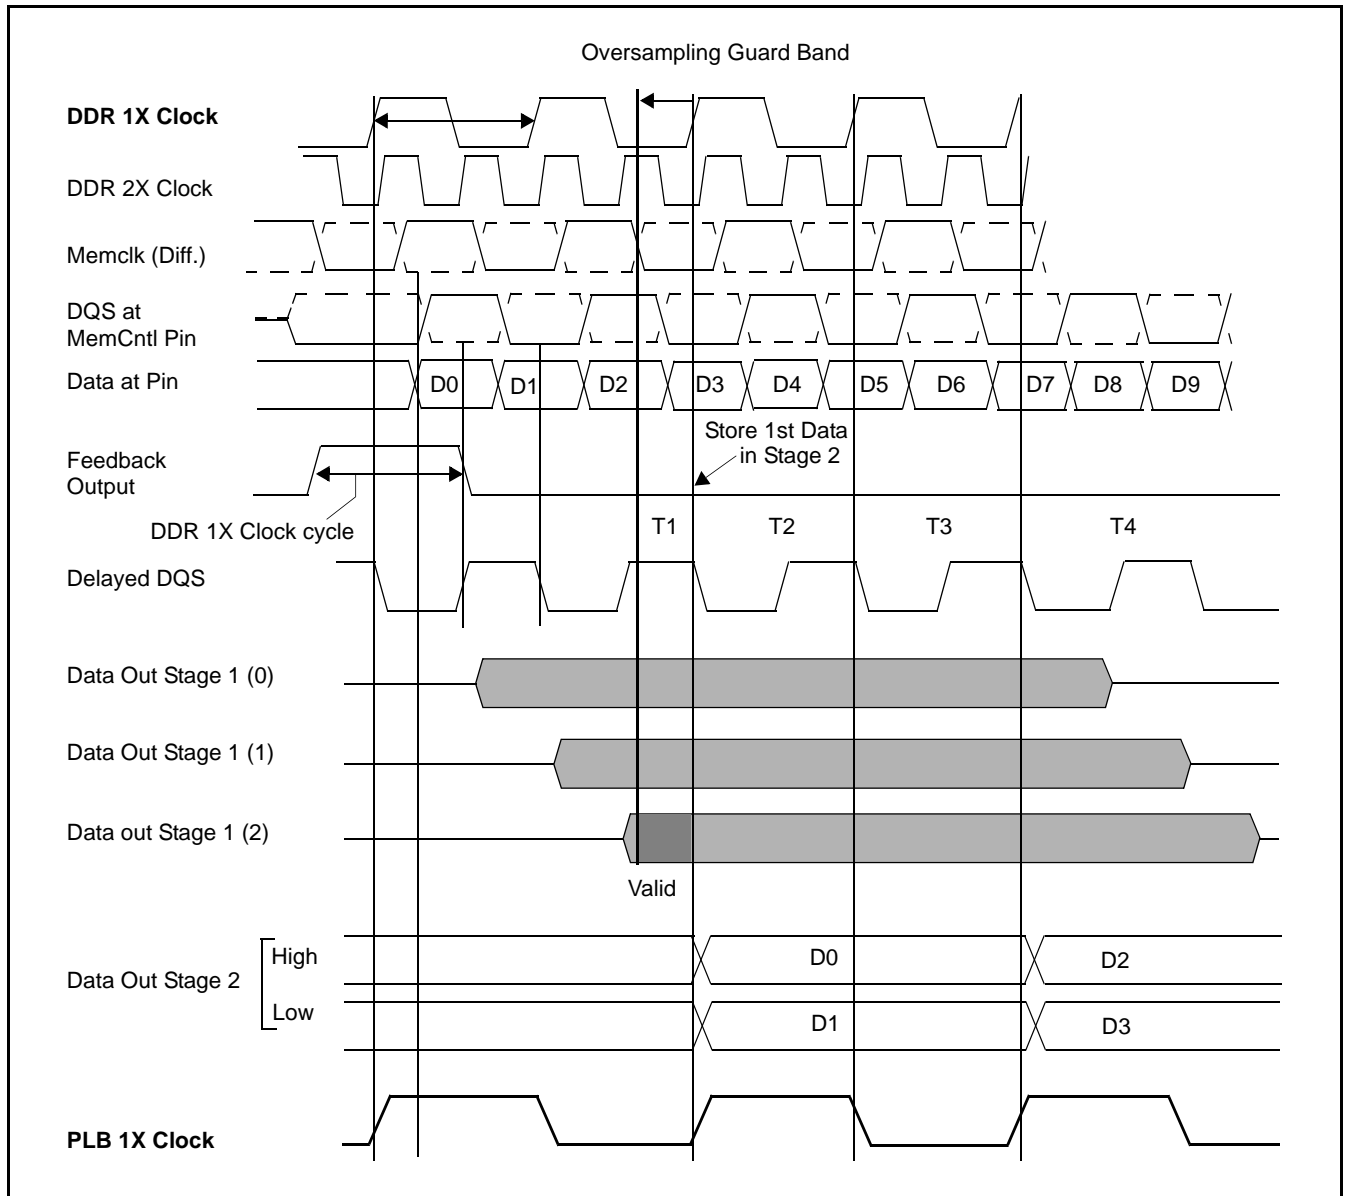 Oversampling Guard Band
DDR 1X Clock
DDR 2X Clock
Memclk (Diff.)
DQS at
MemCntl Pin
Data at Pin
D0 D1 D2 D3 D4 D5 D6 D7 D8 D9
Store 1st Data
in Stage 2
Feedback
Output
DDR 1X Clock cycle
T1 T2 T3 T4
Delayed DQS
Data Out Stage 1 (0)
Data Out Stage 1 (1)
Data out Stage 1 (2)
Valid
Data Out Stage 2
High
D0 D2
Low
D1 D3
PLB 1X Clock